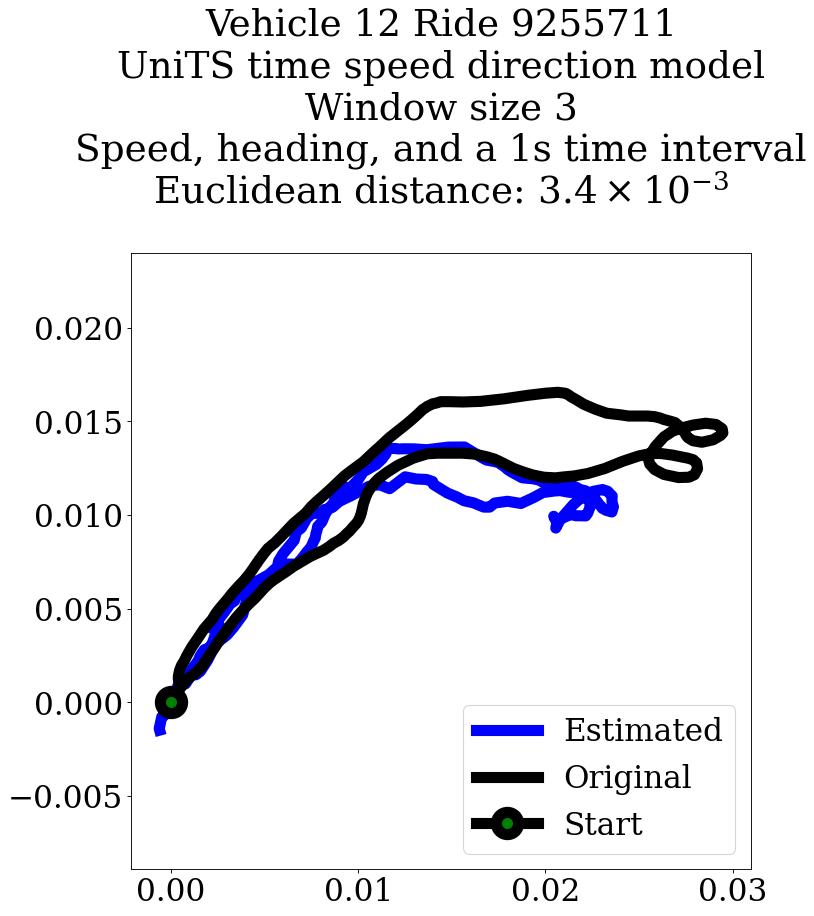 Vehicle 12 Ride 9255711
UniTS time speed direction model
Window size 3
Speed, heading, and a 1s time interval
Euclidean distance: 3.4 × 10⁻³
0.020
0.015
0.010
0.005
0.000
−0.005
0.00 0.01 0.02 0.03
Estimated
Original
Start